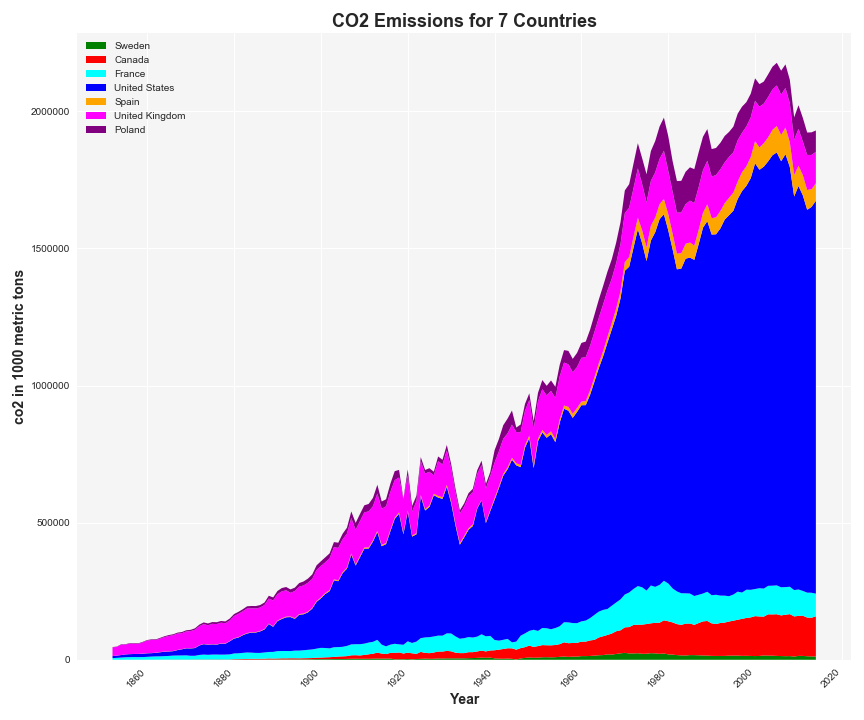 CO2 Emissions for 7 Countries
Sweden
Canada
France
United States
Spain
United Kingdom
Poland
2000000
1500000
1000000
500000
0
co2 in 1000 metric tons
1860
1880
1900
1920
1940
1960
1980
2000
2020
Year